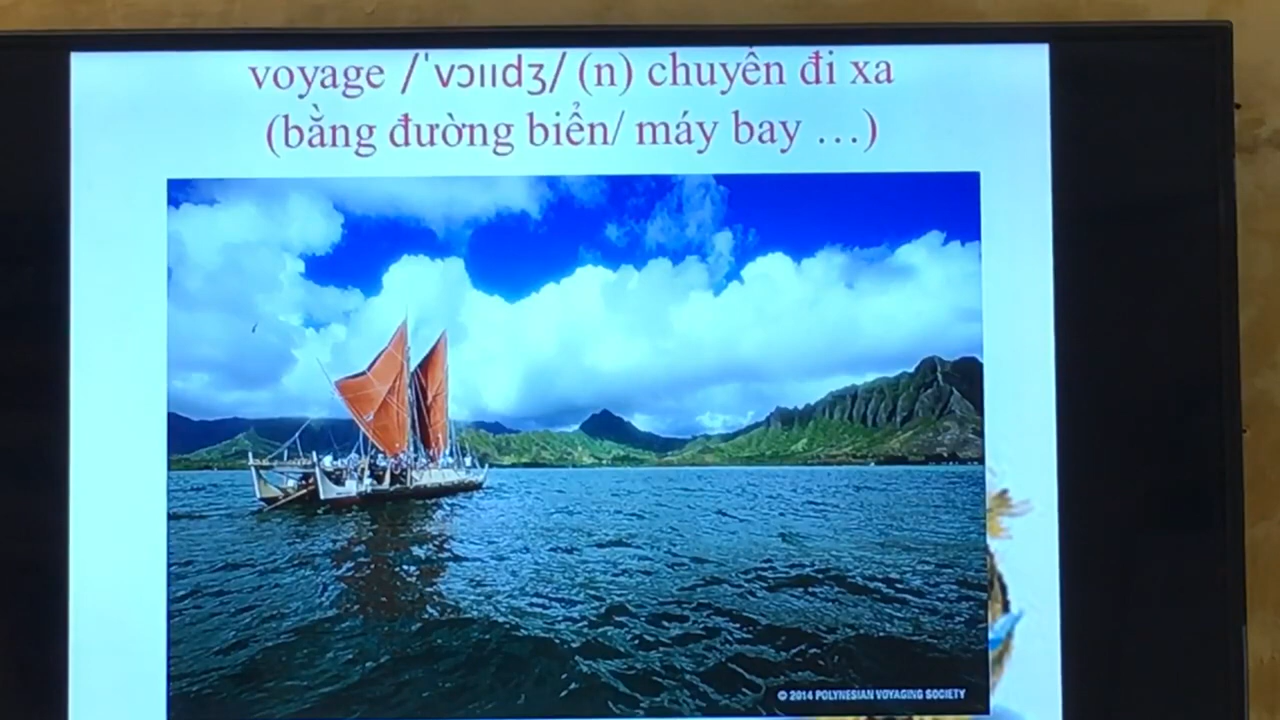 voyage /ˈvɔɪɪdʒ/ (n) chuyến đi xa
(bằng đường biển/ máy bay …)
© 2014 POLYNESIAN VOYAGING SOCIETY